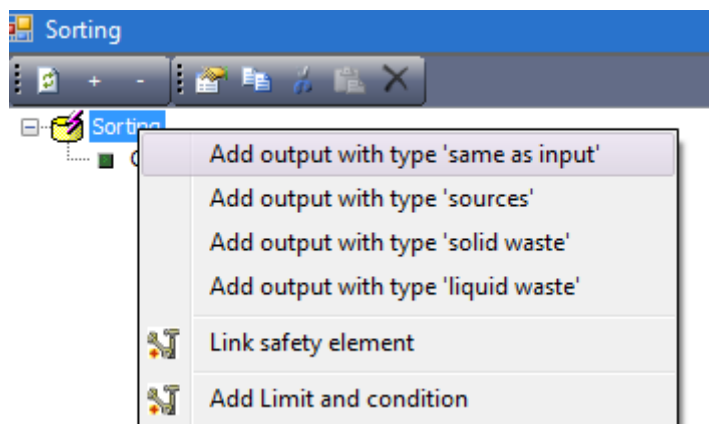 Sorting
Sorting
Add output with type 'same as input'
Add output with type 'sources'
Add output with type 'solid waste'
Add output with type 'liquid waste'
Link safety element
Add Limit and condition